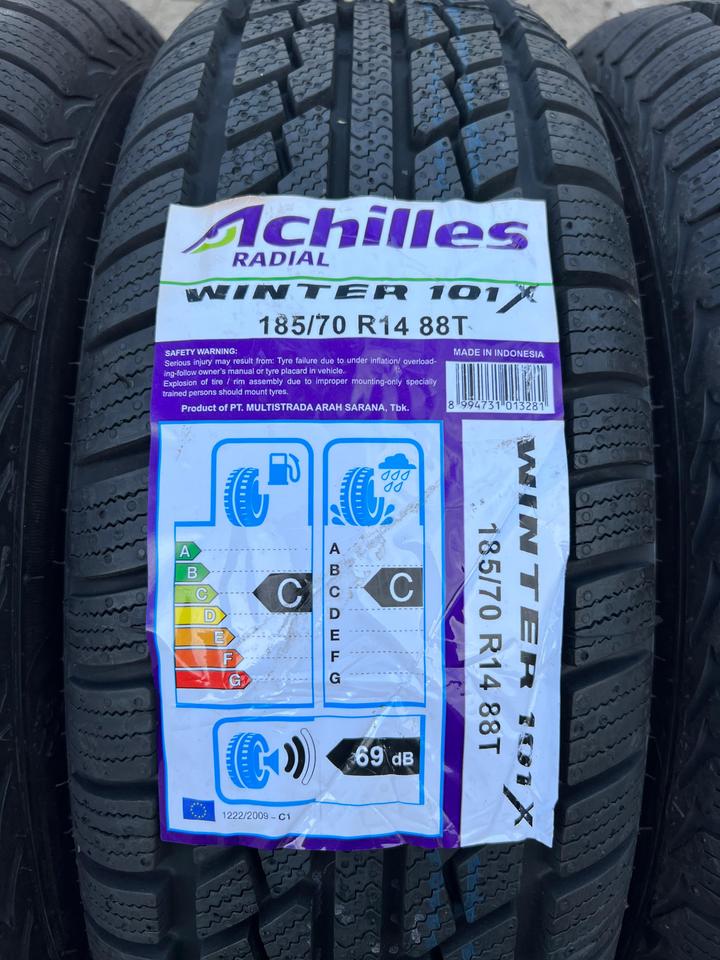 Achilles
RADIAL
WINTER 101X
185/70 R14 88T
SAFETY WARNING:
Serious injury may result from: Tyre failure due to under inflation/ overload-
ing-follow owner's manual or tyre placard in vehicle.
Explosion of tire / rim assembly due to improper mounting-only specially
trained persons should mount tyres.
Product of PT. MULTISTRADA ARAH SARANA, Tbk.
MADE IN INDONESIA
8 994731 013281
A
B
C
D
E
F
G
C
A
B
C
D
E
F
G
C
69 dB
1222/2009 - C1
WINTER 101X
185/70 R14 88T